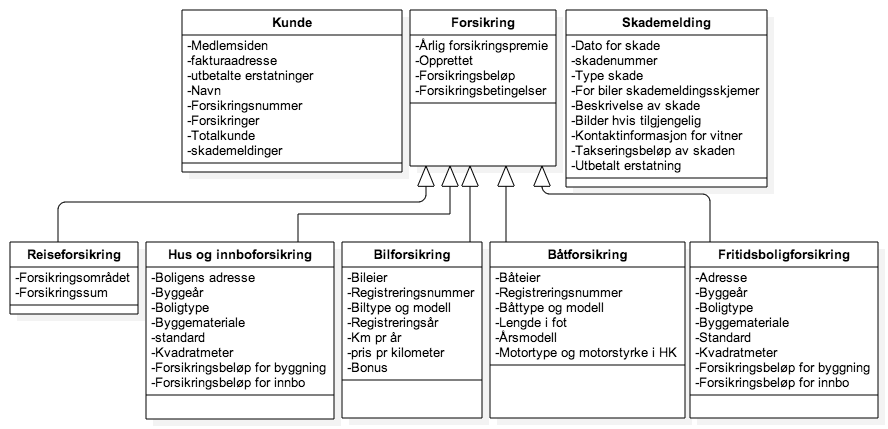 Kunde
-Medlemsiden
-fakturaadresse
-utbetalte erstatninger
-Navn
-Forsikringsnummer
-Forsikringer
-Totalkunde
-skademeldinger
Forsikring
-Årlig forsikringspremie
-Opprettet
-Forsikringsbeløp
-Forsikringsbetingelser
Skademelding
-Dato for skade
-skadenummer
-Type skade
-For biler skademeldingsskjemer
-Beskrivelse av skade
-Bilder hvis tilgjengelig
-Kontaktinformasjon for vitner
-Takseringsbeløp av skaden
-Utbetalt erstatning
Reiseforsikring
-Forsikringsområdet
-Forsikringssum
Hus og innboforsikring
-Boligens adresse
-Byggeår
-Boligtype
-Byggemateriale
-standard
-Kvadratmeter
-Forsikringsbeløp for byggning
-Forsikringsbeløp for innbo
Bilforsikring
-Bileier
-Registreringsnummer
-Biltype og modell
-Registreringsår
-Km pr år
-pris pr kilometer
-Bonus
Båtforsikring
-Båteier
-Registreringsnummer
-Båttype og modell
-Lengde i fot
-Årsmodell
-Motortype og motorstyrke i HK
Fritidsboligforsikring
-Adresse
-Byggeår
-Boligtype
-Byggemateriale
-Standard
-Kvadratmeter
-Forsikringsbeløp for byggning
-Forsikringsbeløp for innbo